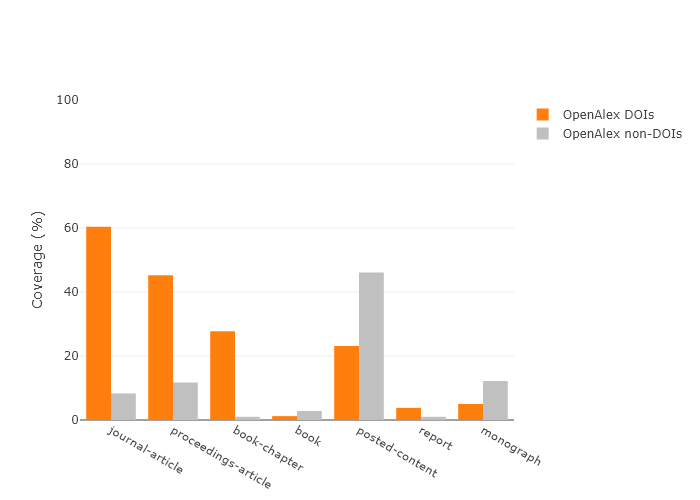 100
80
60
40
20
0
Coverage (%)
journal-article
proceedings-article
book-chapter
book
posted-content
report
monograph
OpenAlex DOIs
OpenAlex non-DOIs